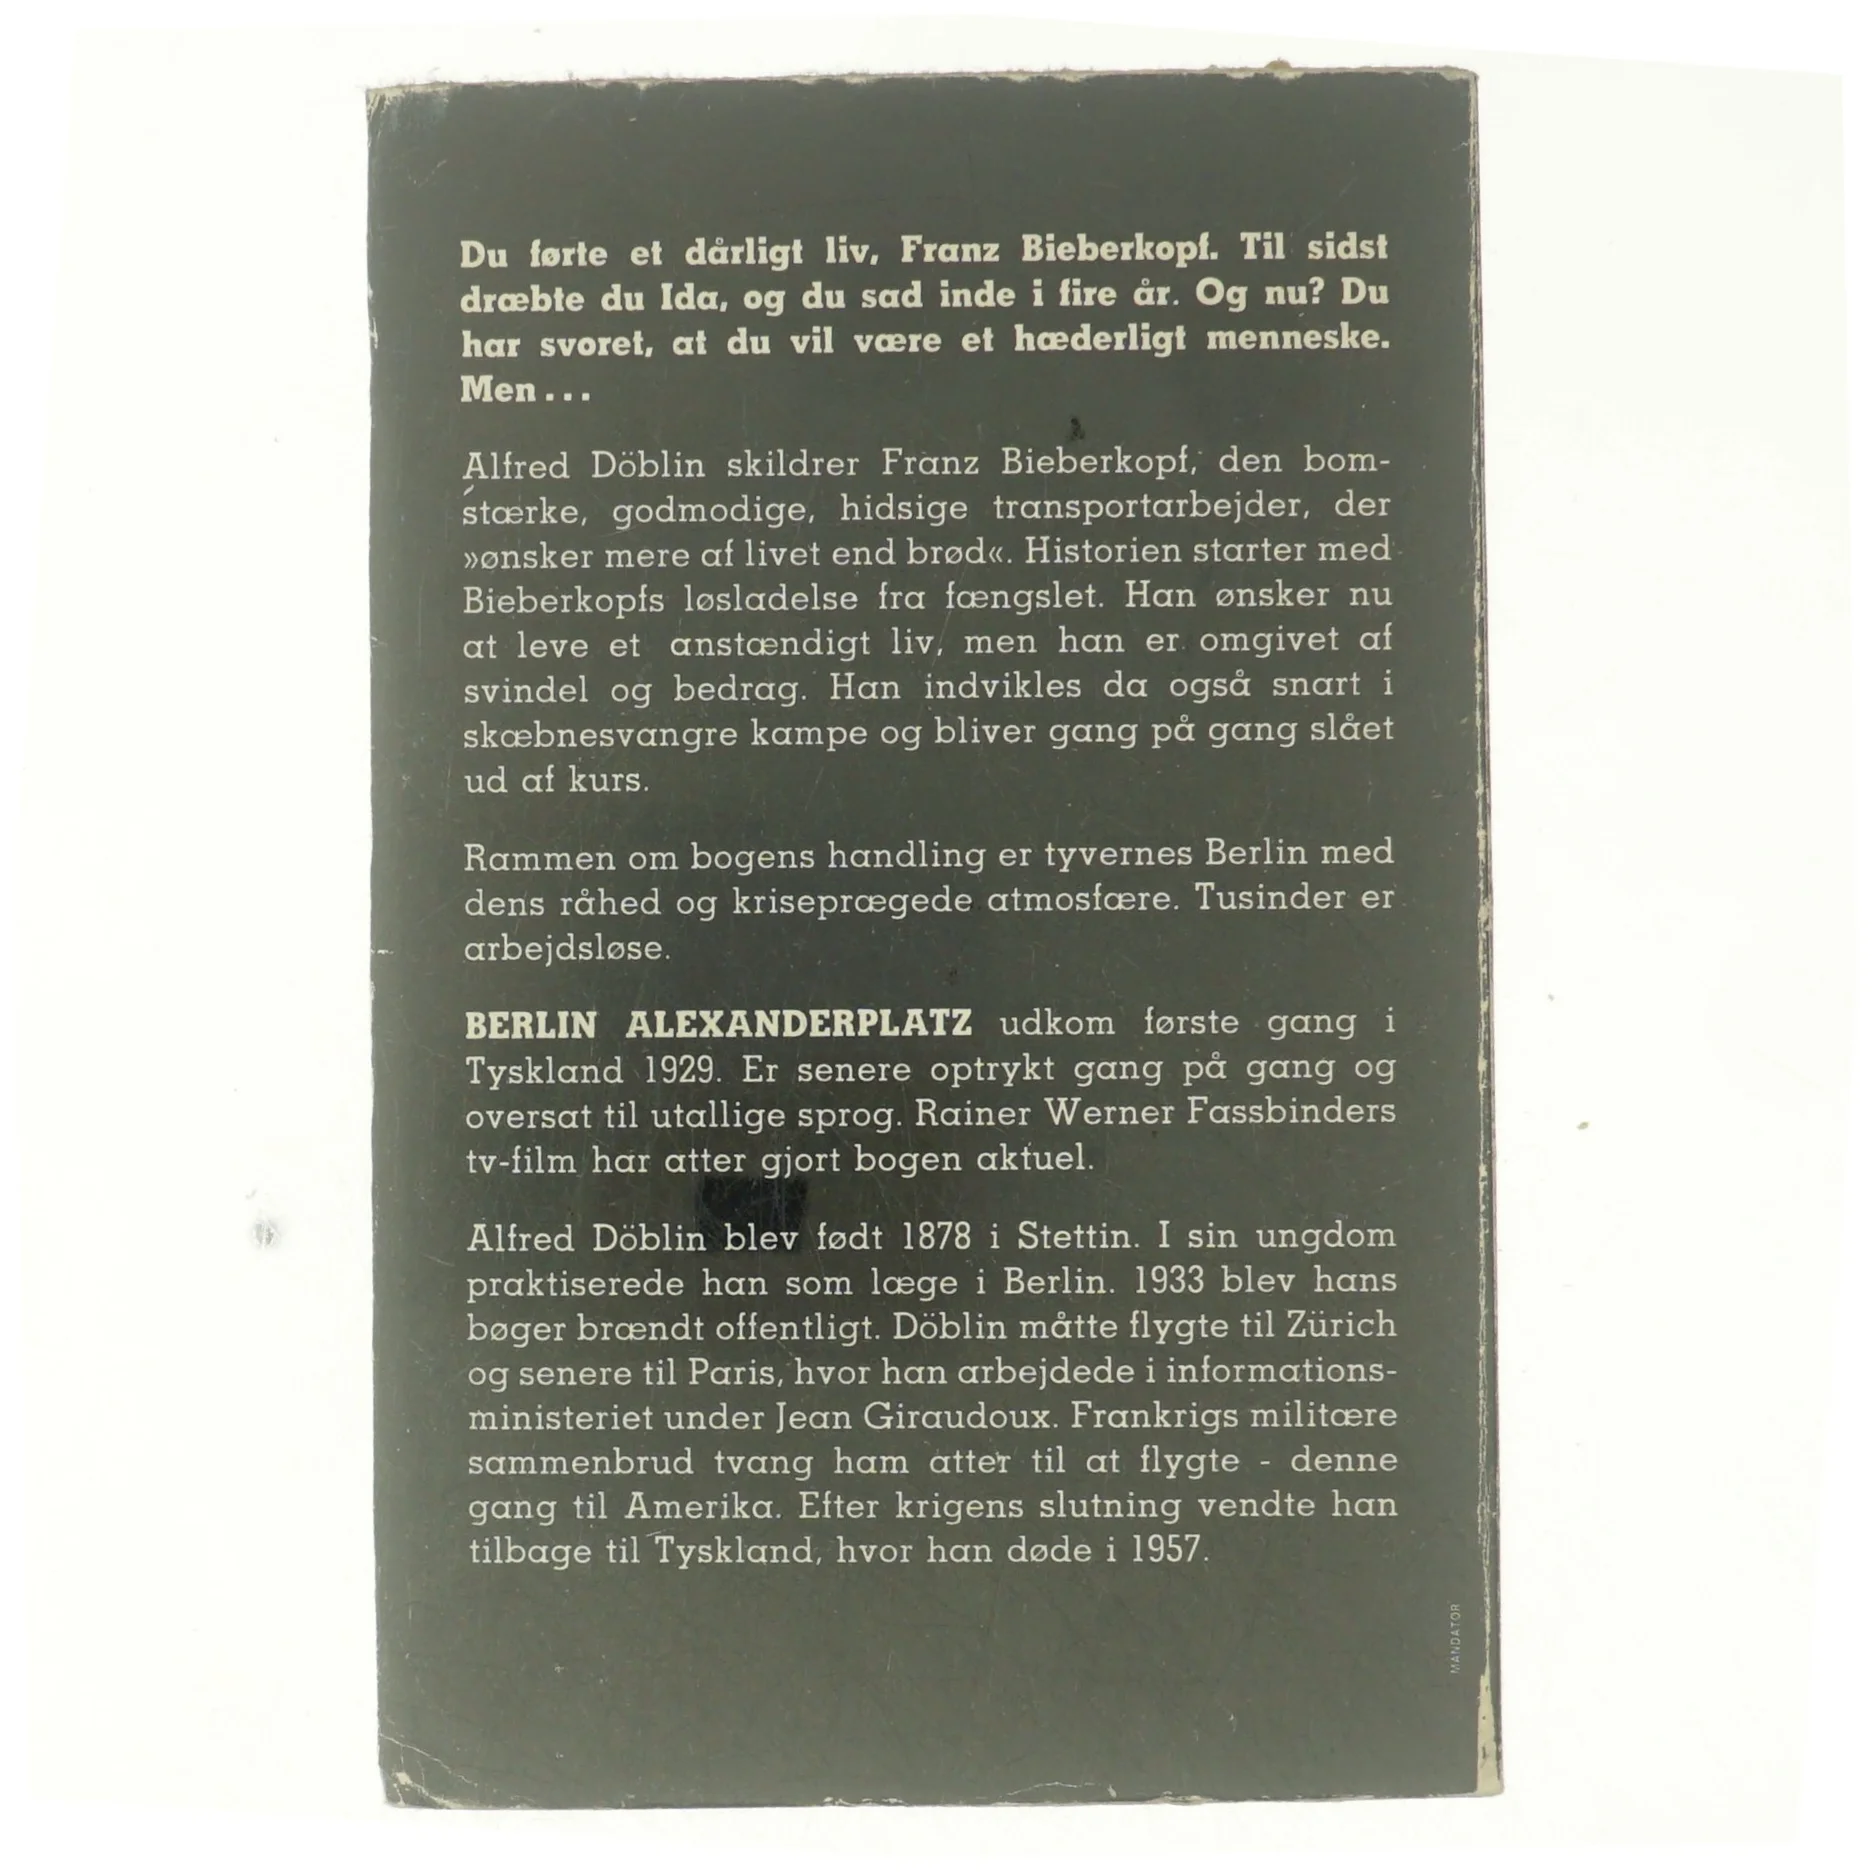 Du førte et dårligt liv, Franz Bieberkopf. Til sidst
dræbte du Ida, og du sad inde i fire år. Og nu? Du
har svoret, at du vil være et hæderligt menneske.
Men...
Alfred Döblin skildrer Franz Bieberkopf, den bom-
stærke, godmodige, hidsige transportarbejder, der
»ønsker mere af livet end brød«. Historien starter med
Bieberkopfs løsladelse fra fængslet. Han ønsker nu
at leve et anstændigt liv, men han er omgivet af
svindel og bedrag. Han indvikles da også snart i
skæbnesvangre kampe og bliver gang på gang slået
ud af kurs.
Rammen om bogens handling er tyvernes Berlin med
dens råhed og kriseprægede atmosfære. Tusinder er
arbejdsløse.
BERLIN ALEXANDERPLATZ udkom første gang i
Tyskland 1929. Er senere optrykt gang på gang og
oversat til utallige sprog. Rainer Werner Fassbinders
tv-film har atter gjort bogen aktuel.
Alfred Döblin blev født 1878 i Stettin. I sin ungdom
praktiserede han som læge i Berlin. 1933 blev hans
bøger brændt offentligt. Döblin måtte flygte til Zürich
og senere til Paris, hvor han arbejdede i informations-
ministeriet under Jean Giraudoux. Frankrigs militære
sammenbrud tvang ham atter til at flygte - denne
gang til Amerika. Efter krigens slutning vendte han
tilbage til Tyskland, hvor han døde i 1957.
MANDATOR